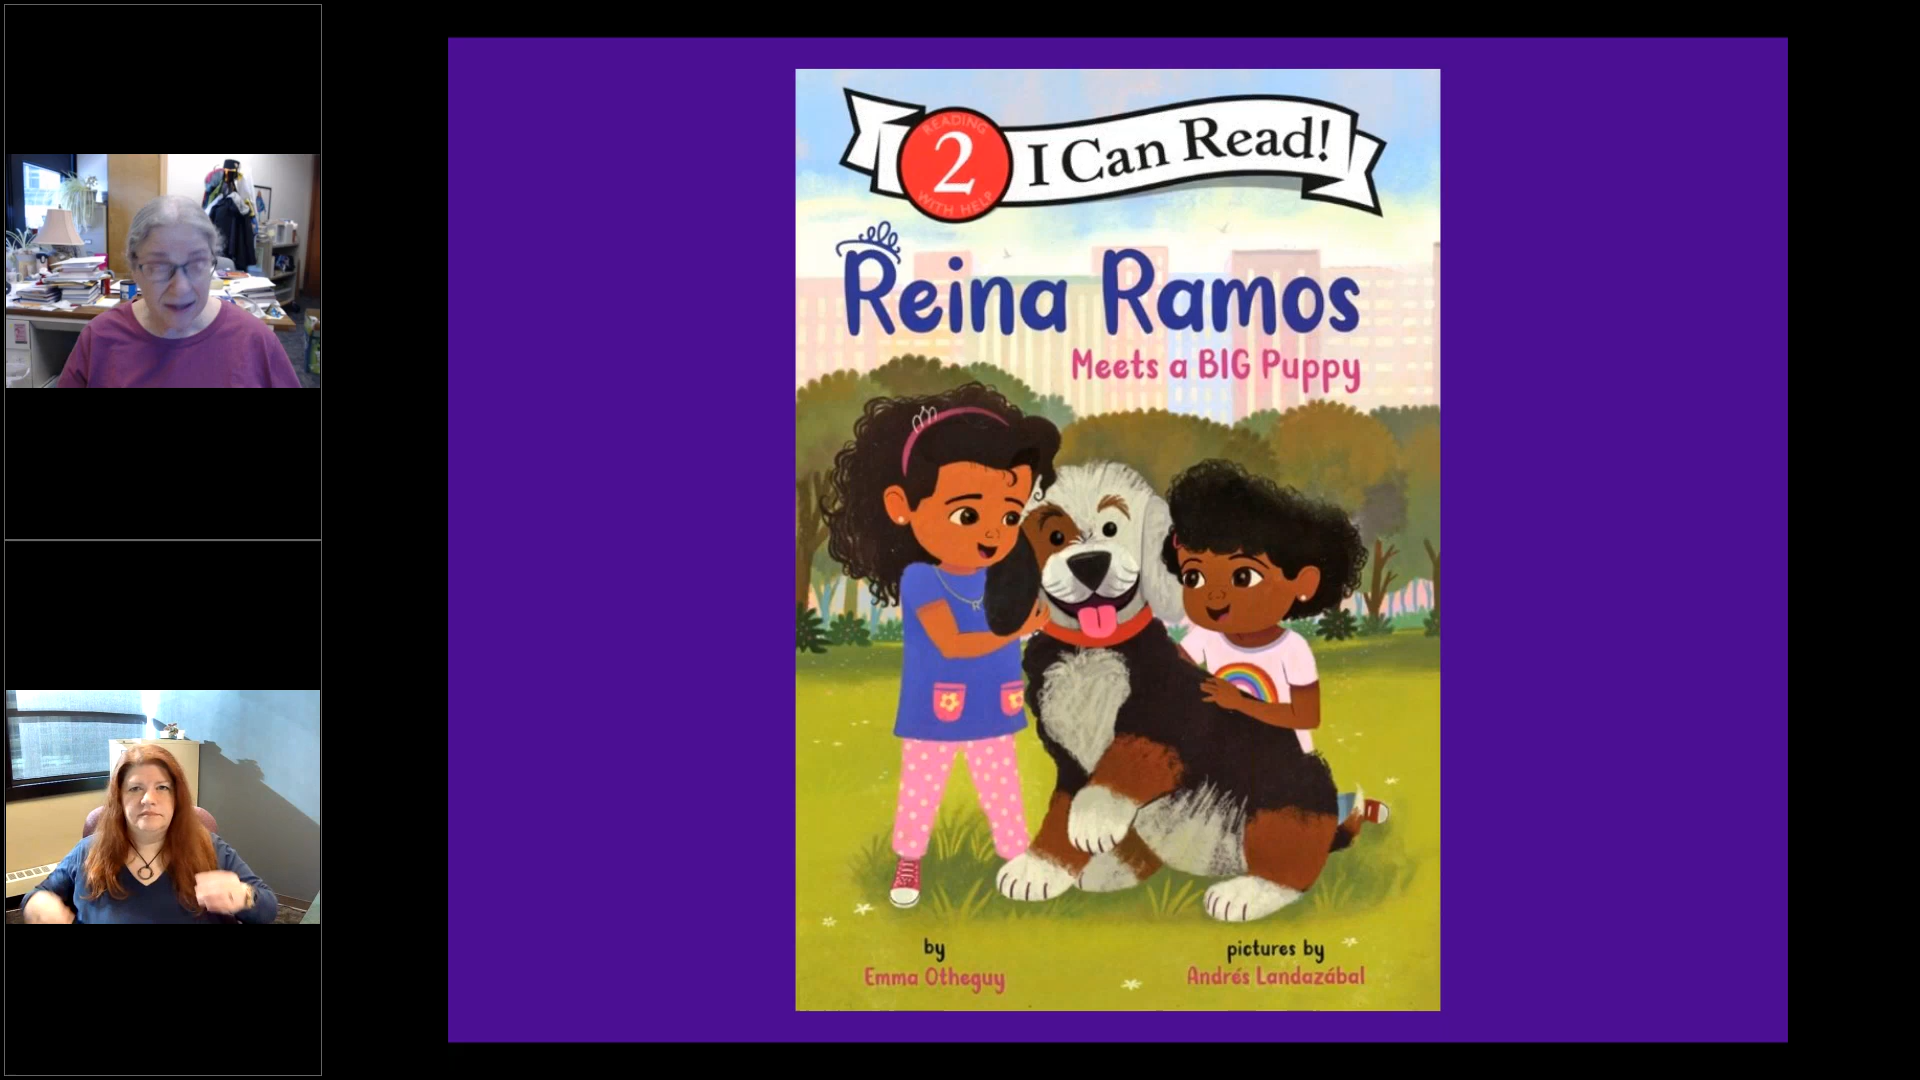 READING
2
WITH HELP
I Can Read!
Reina Ramos
Meets a BIG Puppy
by
Emma Otheguy
pictures by
Andrés Landazábal